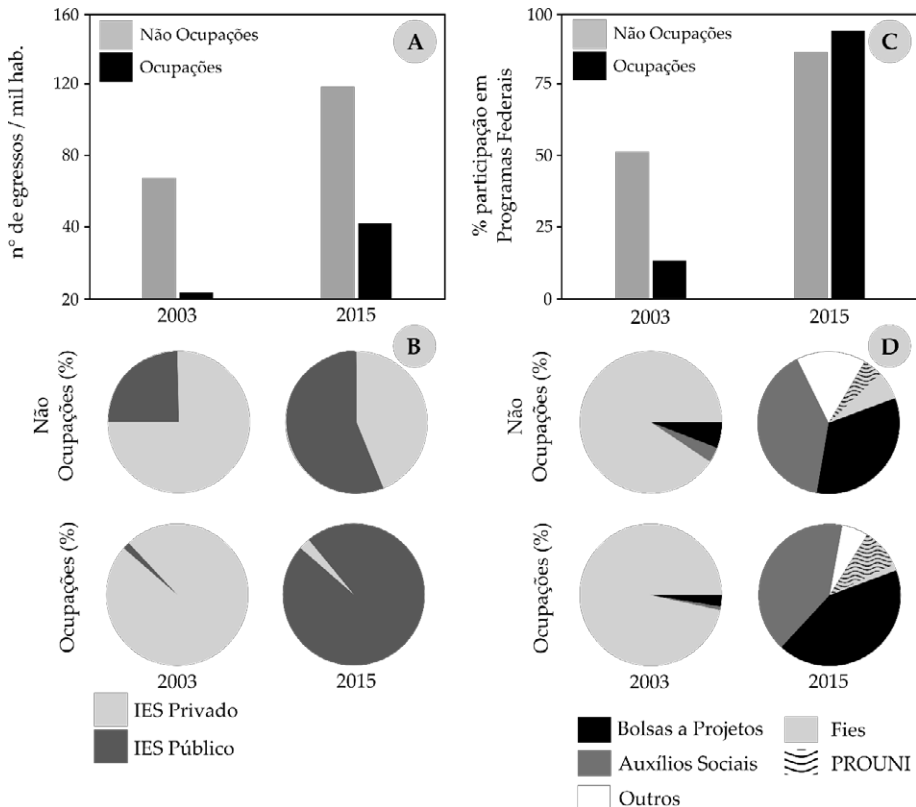 n° de egressos / mil hab.
160
120
80
40
20
Não Ocupações
Ocupações
A
2003
2015
% participação em
Programas Federais
100
75
50
25
0
Não Ocupações
Ocupações
C
2003
2015
B
Não
Ocupações (%)
Ocupações (%)
2003
2015
IES Privado
IES Público
D
Não
Ocupações (%)
Ocupações (%)
2003
2015
Bolsas a Projetos
Auxílios Sociais
Outros
Fies
PROUNI